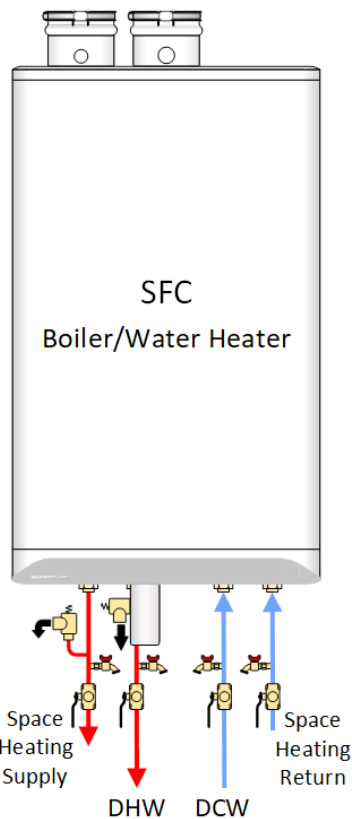 SFC
Boiler/Water Heater
Space
Heating
Supply
DHW
DCW
Space
Heating
Return